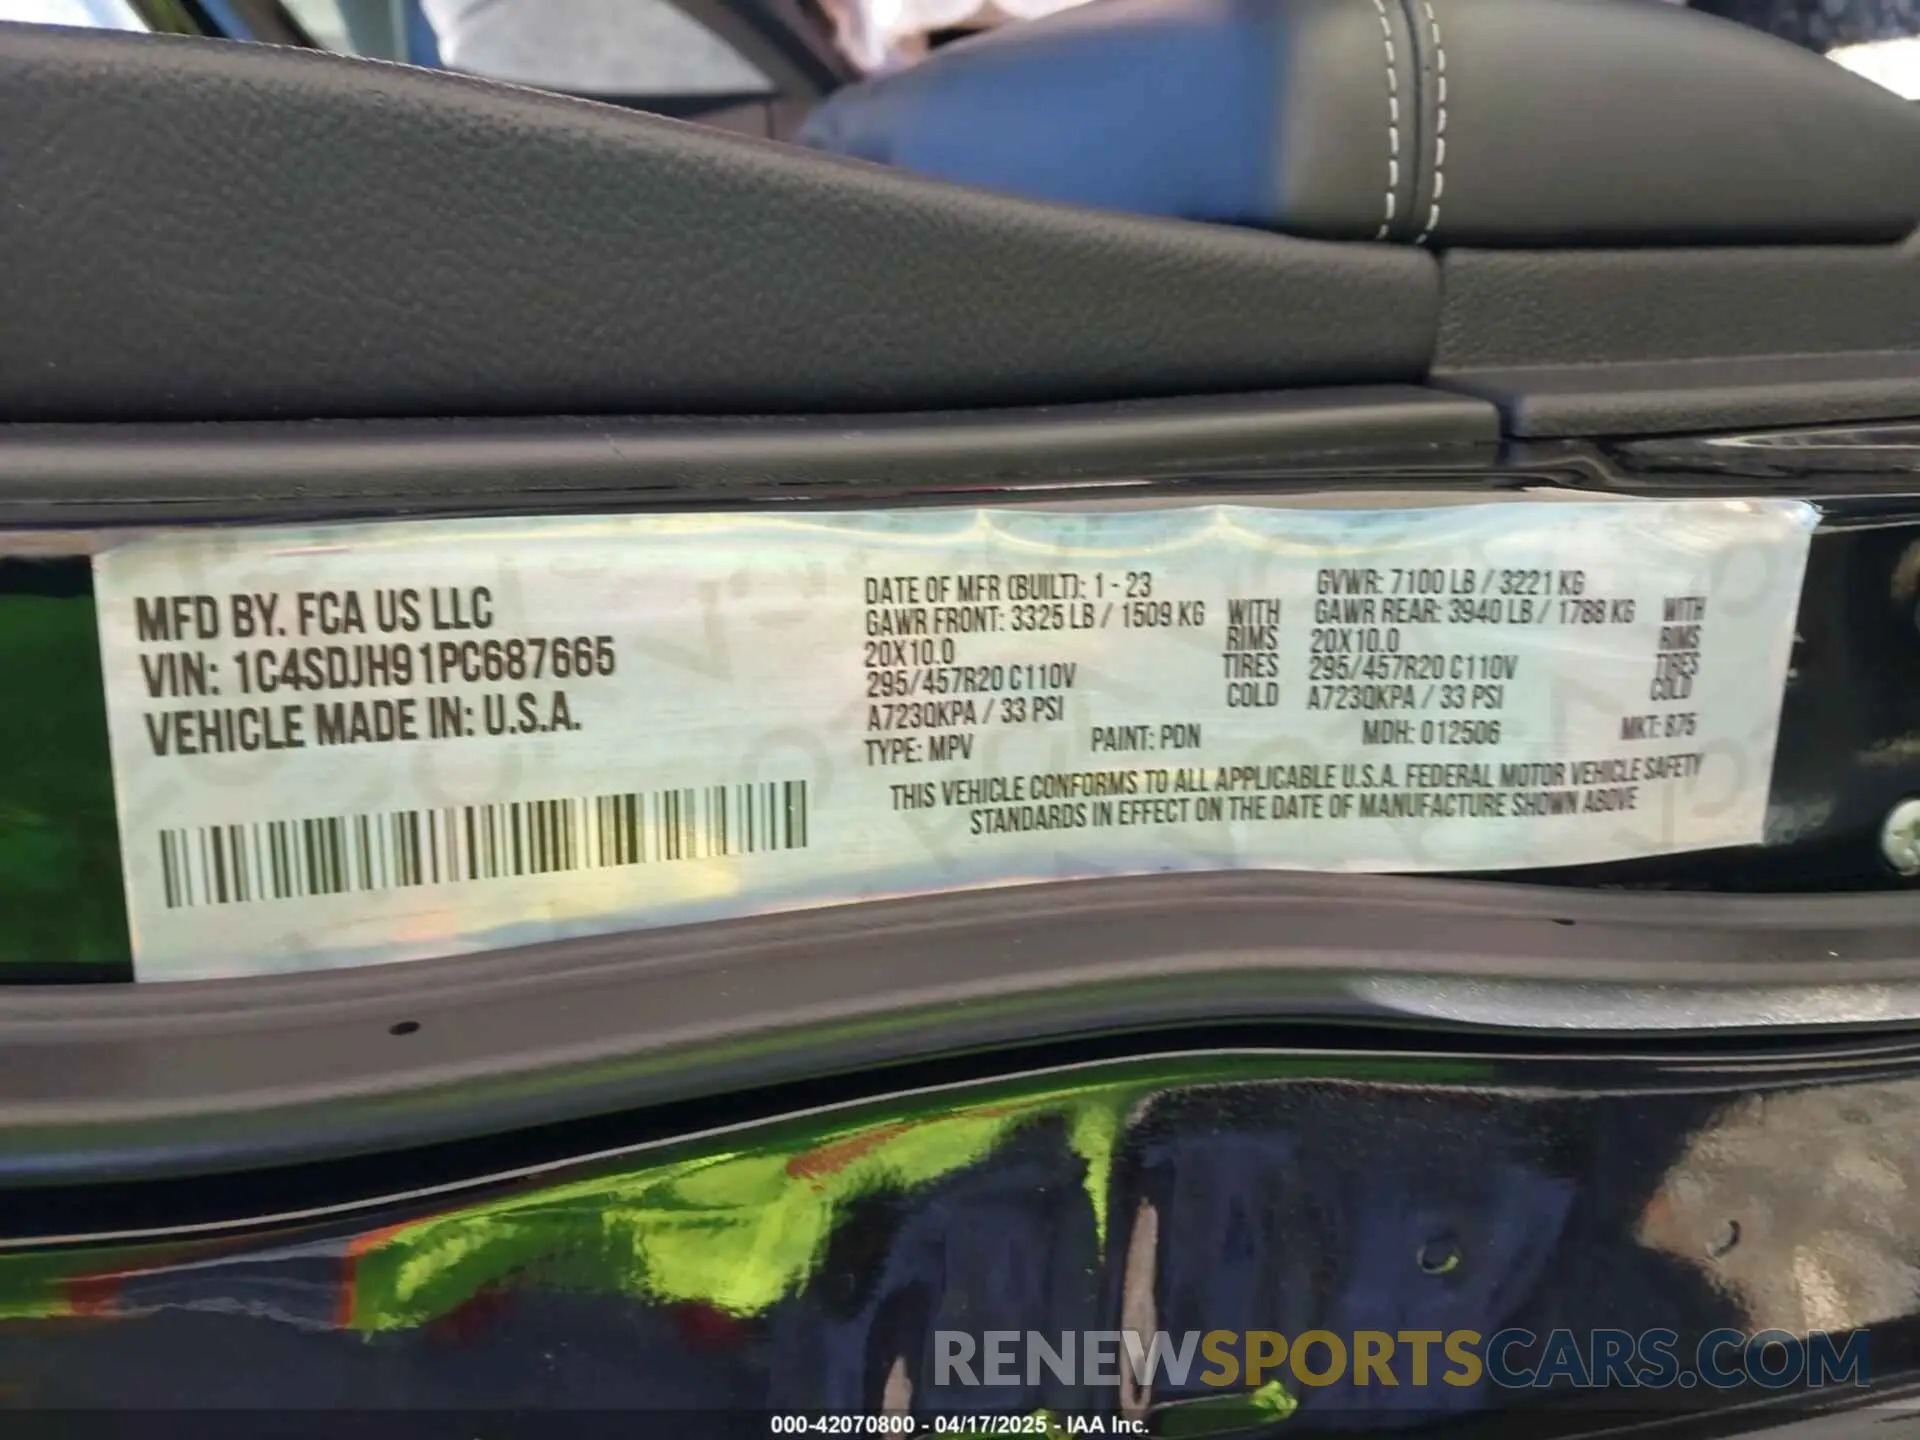 MFD BY. FCA US LLC
VIN: 1C4SDJH91PC687665
VEHICLE MADE IN: U.S.A.
DATE OF MFR (BUILT): 1 - 23
GVWR: 7100 LB / 3221 KG
GAWR FRONT: 3325 LB / 1509 KG WITH
GAWR REAR: 3940 LB / 1788 KG WITH
20X10.0 RIMS
20X10.0 RIMS
295/457R20 C110V TIRES
295/457R20 C110V TIRES
A723QKPA / 33 PSI COLD
A723QKPA / 33 PSI COLD
TYPE: MPV PAINT: PDN MDH: 012506 MKT: 875
THIS VEHICLE CONFORMS TO ALL APPLICABLE U.S.A. FEDERAL MOTOR VEHICLE SAFETY
STANDARDS IN EFFECT ON THE DATE OF MANUFACTURE SHOWN ABOVE
RENEWSPORTSCARS.COM
000-42070800 - 04/17/2025 - IAA Inc.